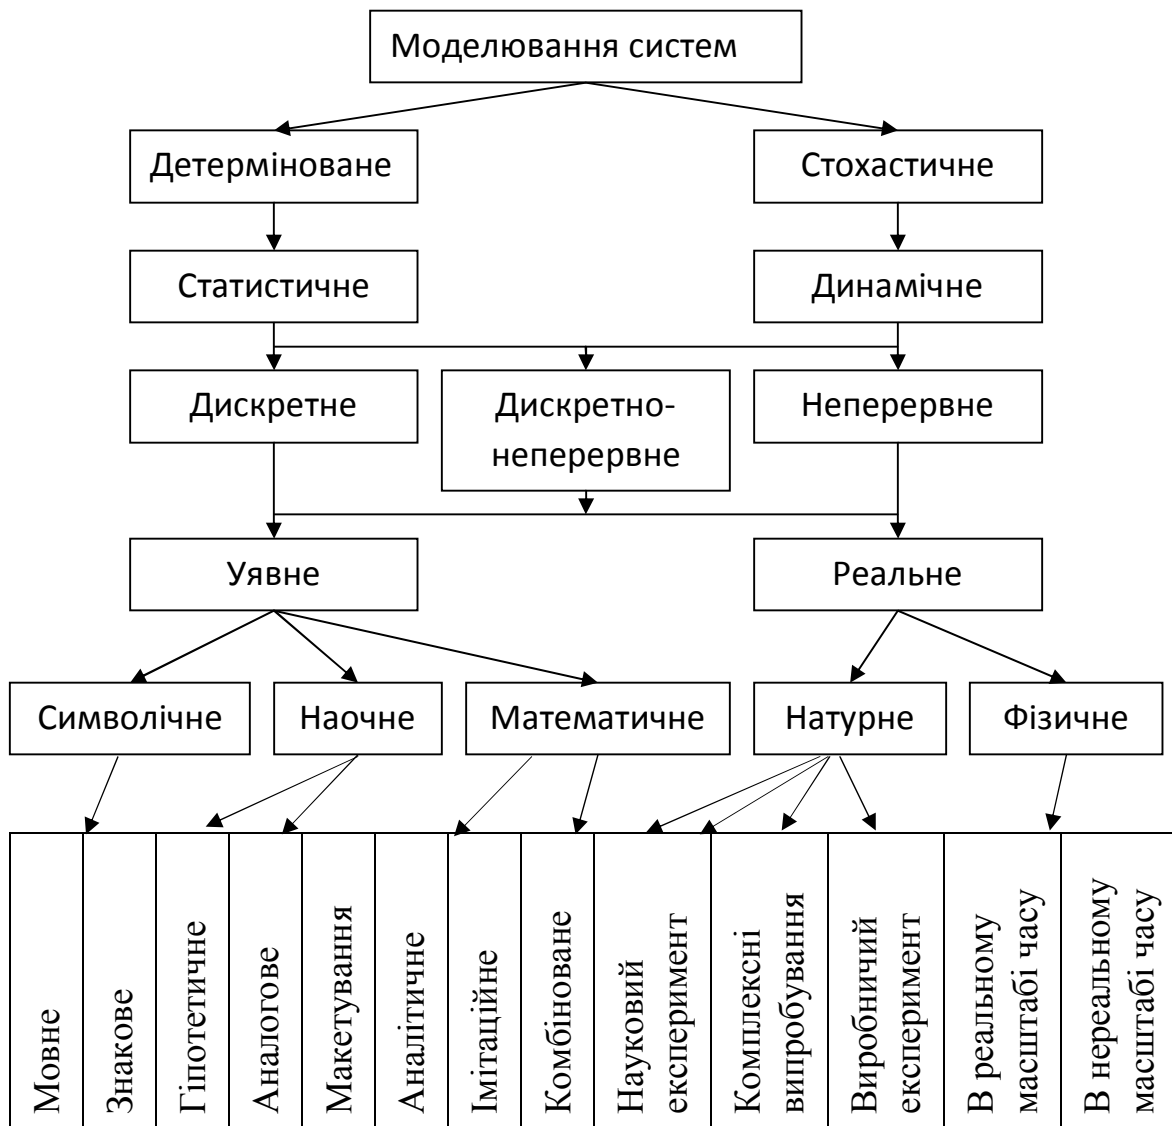 Моделювання систем
Детерміноване
Стохастичне
Статистичне
Динамічне
Дискретне
Дискретно-
неперервне
Неперервне
Уявне
Реальне
Символічне
Наочне
Математичне
Натурне
Фізичне
Мовне
Знакове
Гіпотетичне
Аналогове
Макетування
Аналітичне
Імітаційне
Комбіноване
Науковий
експеримент
Комплексні
випробування
Виробничий
експеримент
В реальному
масштабі часу
В нереальному
масштабі часу